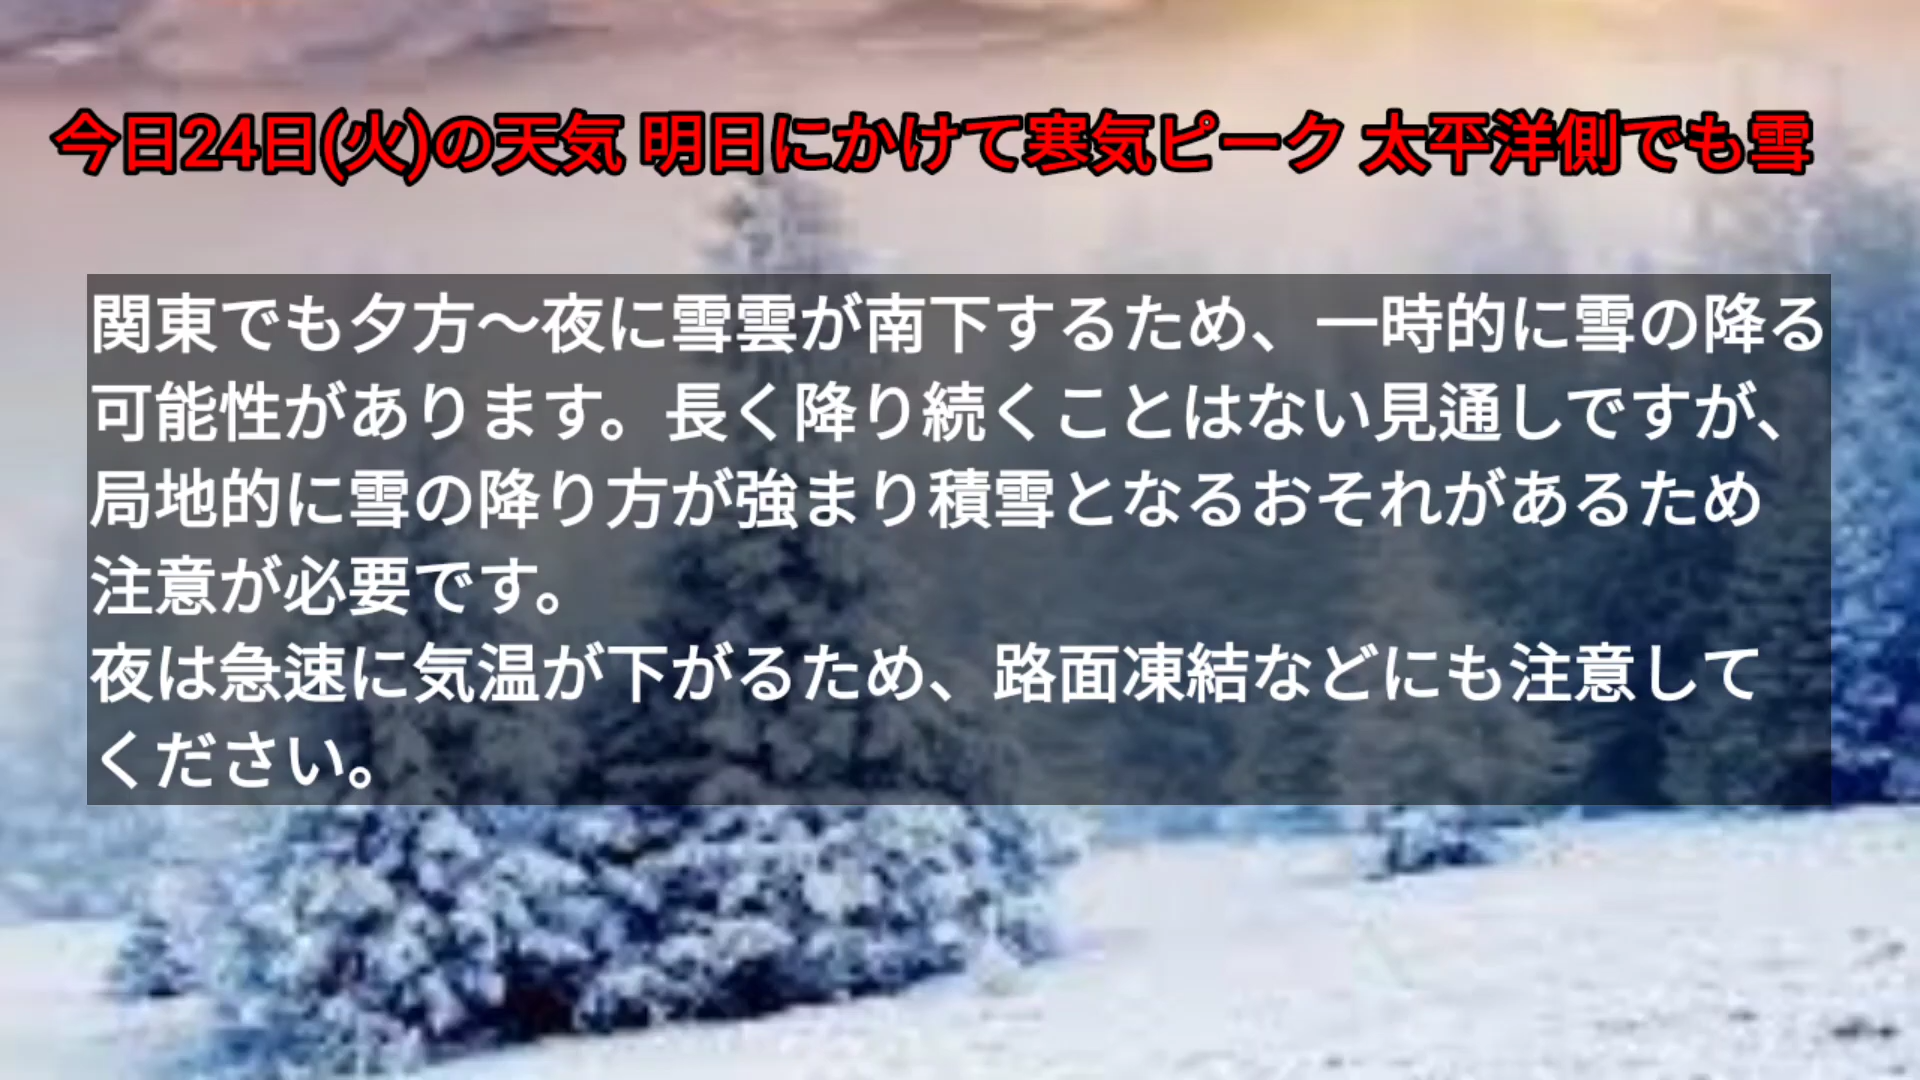 今日24日(火)の天気 明日にかけて寒気ピーク 太平洋側でも雪
関東でも夕方～夜に雪雲が南下するため、一時的に雪の降る
可能性があります。長く降り続くことはない見通しですが、
局地的に雪の降り方が強まり積雪となるおそれがあるため
注意が必要です。
夜は急速に気温が下がるため、路面凍結などにも注意して
ください。